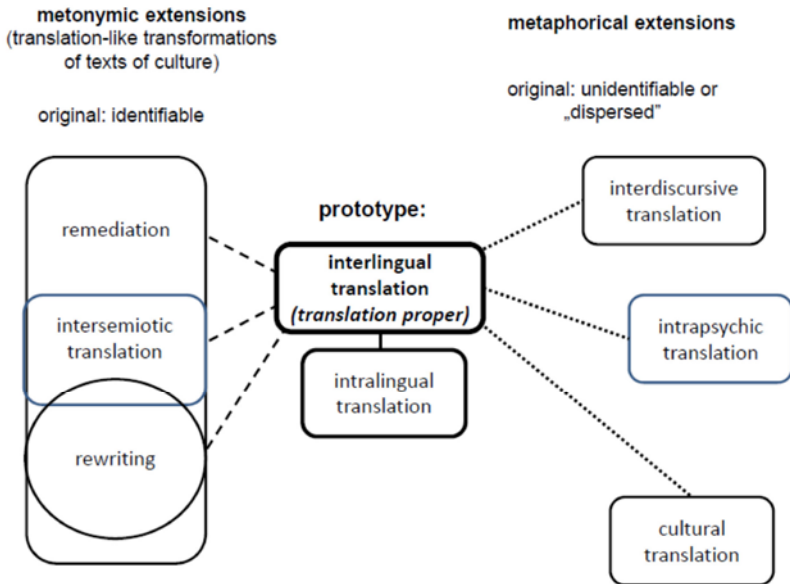 metonymic extensions
(translation-like transformations
of texts of culture)
original: identifiable
remediation
intersemiotic
translation
rewriting
prototype:
interlingual
translation
(translation proper)
intralingual
translation
metaphorical extensions
original: unidentifiable or
„dispersed”
interdiscursive
translation
intrapsychic
translation
cultural
translation